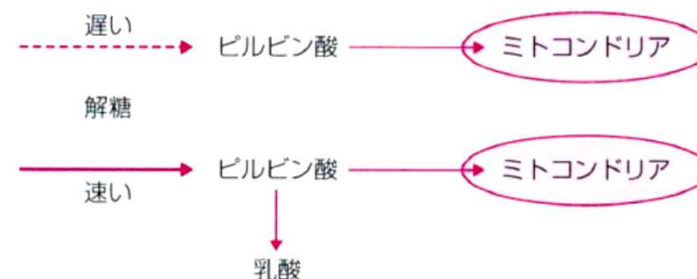 遅い
ピルビン酸 ミトコンドリア
解糖
ピルビン酸 ミトコンドリア
速い
乳酸